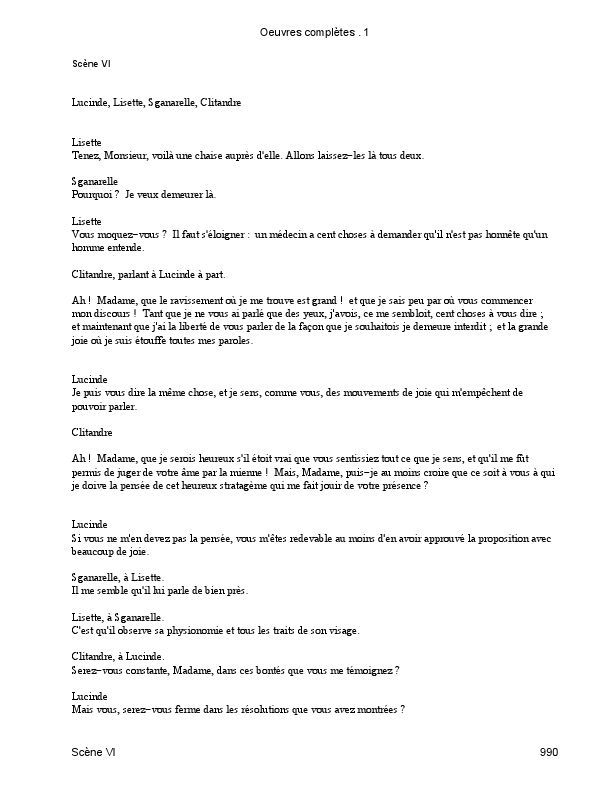 Oeuvres complètes . 1
Scène VI
Lucinde, Lisette, Sganarelle, Clitandre
Lisette
Tenez, Monsieur, voilà une chaise auprès d'elle. Allons laissez−les là tous deux.
Sganarelle
Pourquoi ? Je veux demeurer là.
Lisette
Vous moquez−vous ? Il faut s'éloigner : un médecin a cent choses à demander qu'il n'est pas honnête qu'un
homme entende.
Clitandre, parlant à Lucinde à part.
Ah ! Madame, que le ravissement où je me trouve est grand ! et que je sais peu par où vous commencer
mon discours ! Tant que je ne vous ai parlé que des yeux, j'avois, ce me sembloit, cent choses à vous dire ;
et maintenant que j'ai la liberté de vous parler de la façon que je souhaitois je demeure interdit ; et la grande
joie où je suis étouffe toutes mes paroles.
Lucinde
Je puis vous dire la même chose, et je sens, comme vous, des mouvements de joie qui m'empêchent de
pouvoir parler.
Clitandre
Ah ! Madame, que je serois heureux s'il étoit vrai que vous sentissiez tout ce que je sens, et qu'il me fût
permis de juger de votre âme par la mienne ! Mais, Madame, puis−je au moins croire que ce soit à vous à qui
je doive la pensée de cet heureux stratagème qui me fait jouir de votre présence ?
Lucinde
Si vous ne m'en devez pas la pensée, vous m'êtes redevable au moins d'en avoir approuvé la proposition avec
beaucoup de joie.
Sganarelle, à Lisette.
Il me semble qu'il lui parle de bien près.
Lisette, à Sganarelle.
C'est qu'il observe sa physionomie et tous les traits de son visage.
Clitandre, à Lucinde.
Serez−vous constante, Madame, dans ces bontés que vous me témoignez ?
Lucinde
Mais vous, serez−vous ferme dans les résolutions que vous avez montrées ?
Scène VI 990